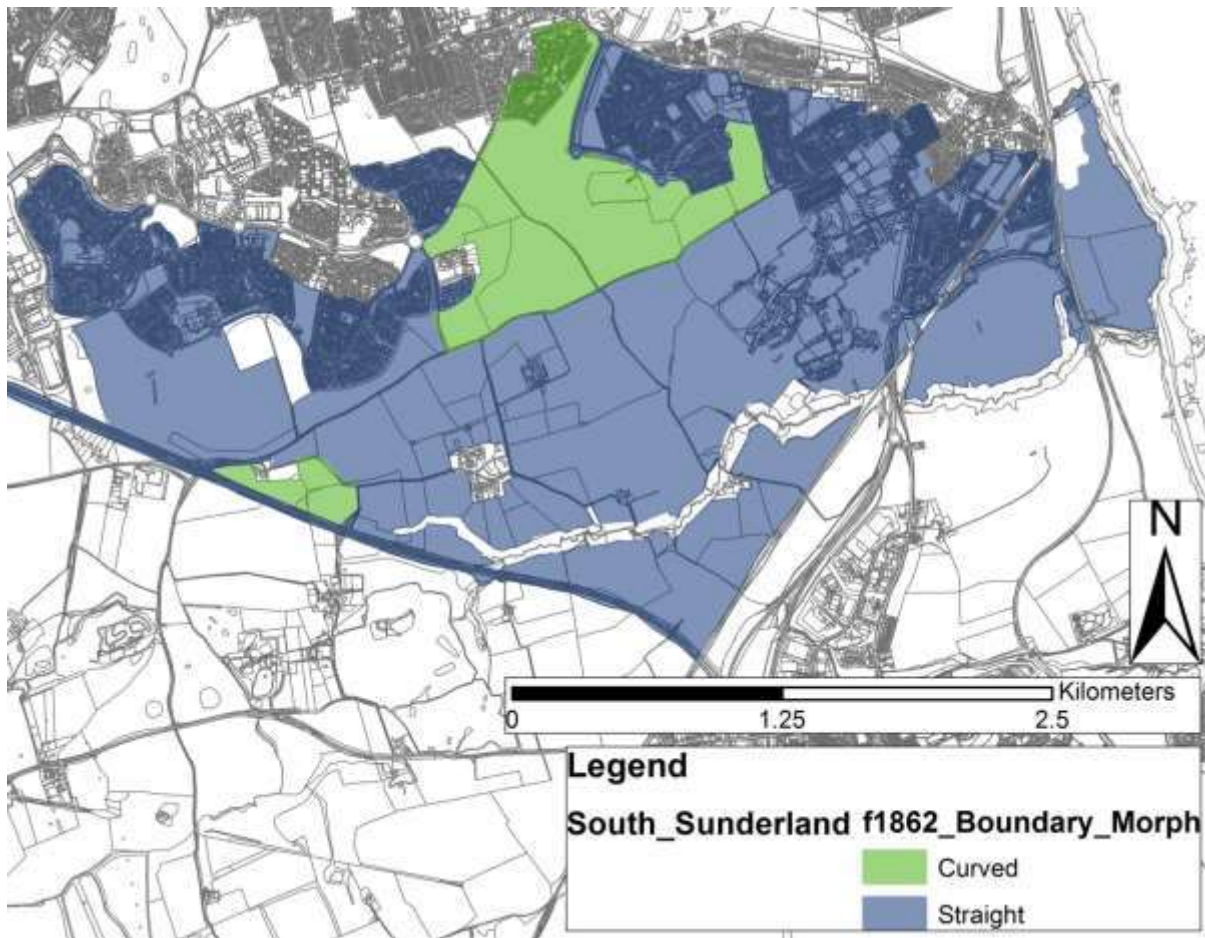 N
Kilometers
0 1.25 2.5
Legend
South_Sunderland f1862_Boundary_Morph
Curved
Straight